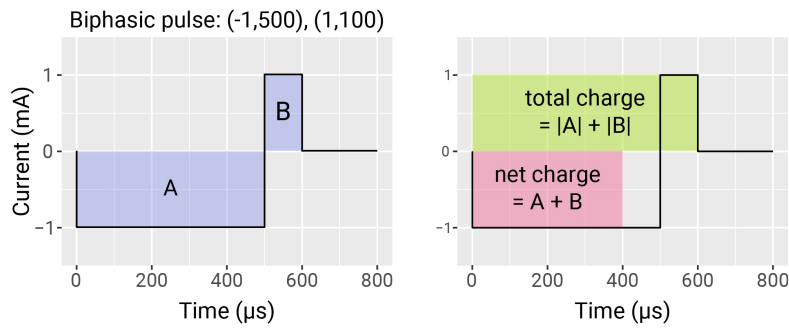 Biphasic pulse: (-1,500), (1,100)
Current (mA)
1
0
−1
A
B
0 200 400 600 800
Time (µs)
1
0
−1
total charge
= |A| + |B|
net charge
= A + B
0 200 400 600 800
Time (µs)